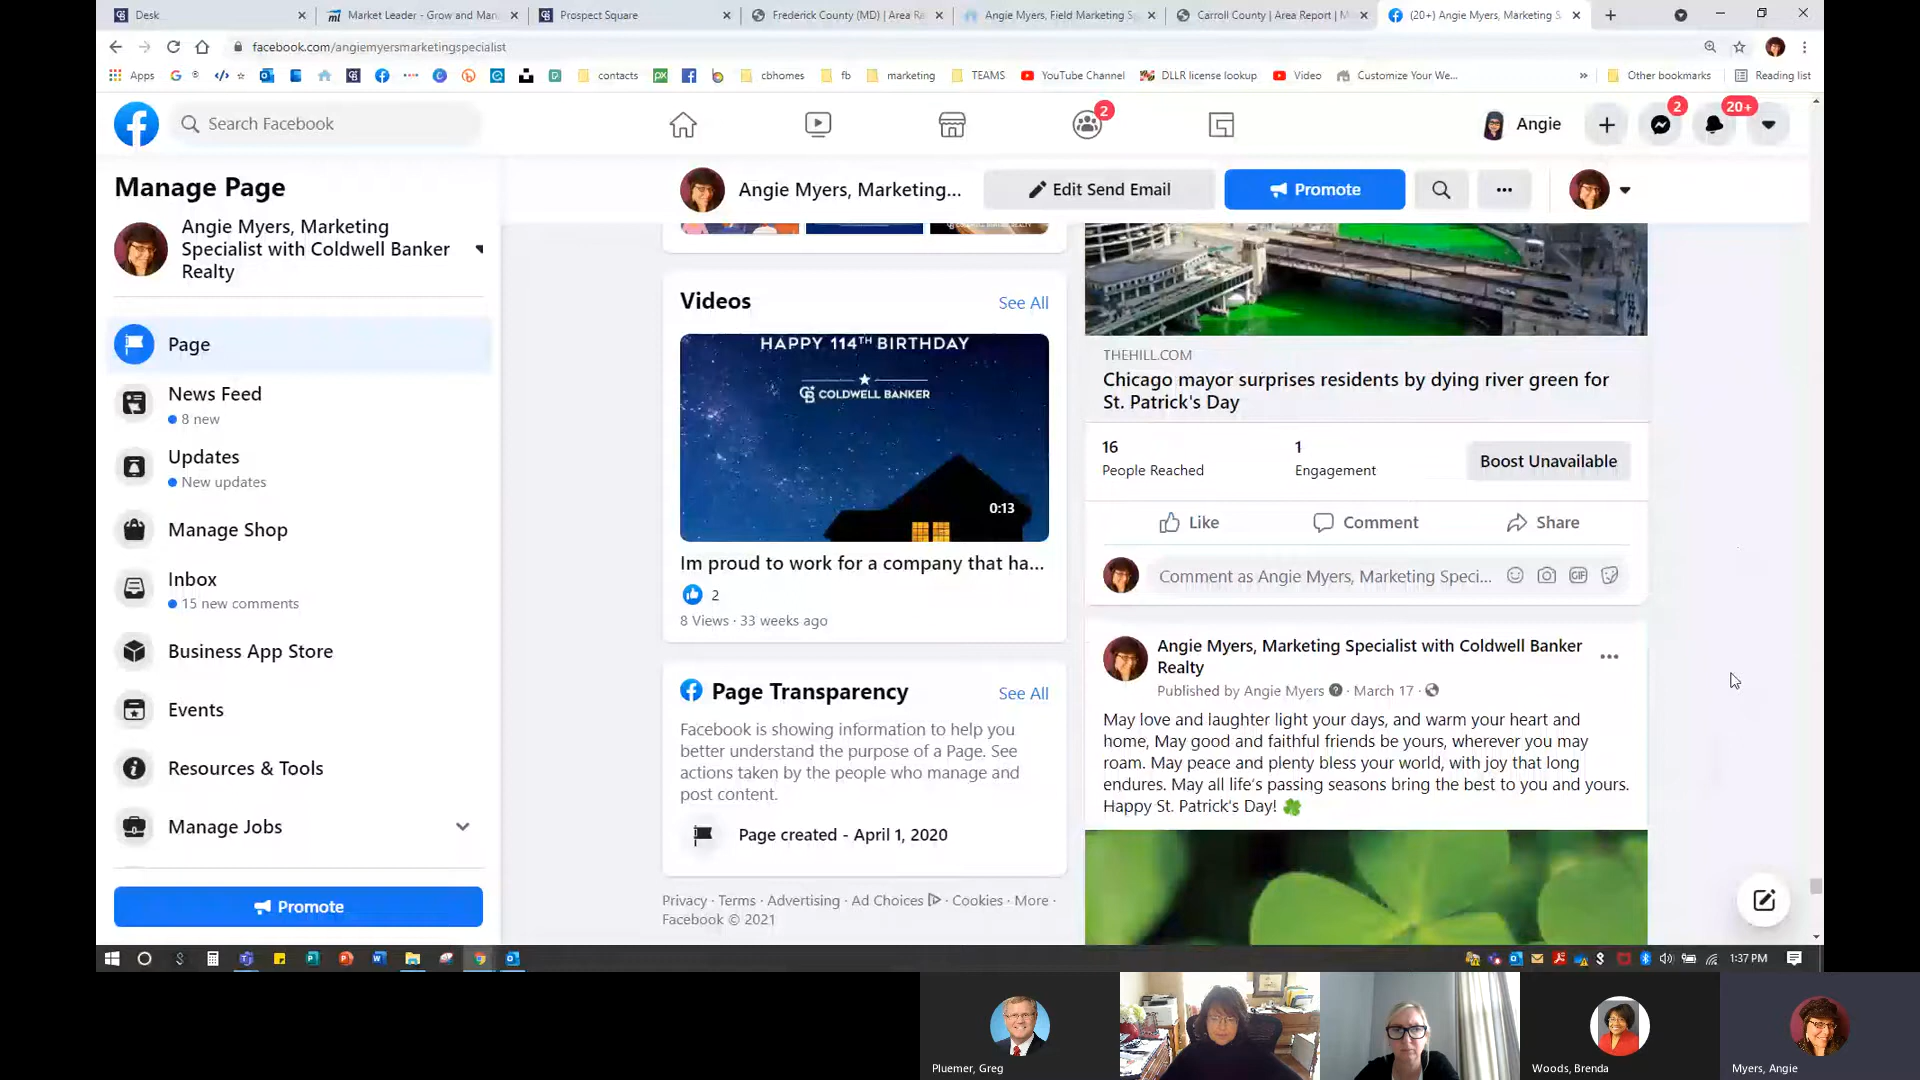 Desk
Market Leader - Grow and Man
Prospect Square
Frederick County (MD) | Area R
Angie Myers, Field Marketing S
Carroll County | Area Report | M
(20+) Angie Myers, Marketing S
facebook.com/angiemyersmarketingspecialist
Apps
contacts
cbhomes
fb
marketing
TEAMS
YouTube Channel
DLLR license lookup
Video
Customize Your We...
Other bookmarks
Reading list
Search Facebook
2
Angie
2
20+
Manage Page
Angie Myers, Marketing
Specialist with Coldwell Banker
Realty
Page
News Feed
8 new
Updates
New updates
Manage Shop
Inbox
15 new comments
Business App Store
Events
Resources & Tools
Manage Jobs
Promote
Angie Myers, Marketing...
Edit Send Email
Promote
Videos
See All
HAPPY 114TH BIRTHDAY
COLDWELL BANKER
0:13
Im proud to work for a company that ha...
2
8 Views · 33 weeks ago
Page Transparency
See All
Facebook is showing information to help you
better understand the purpose of a Page. See
actions taken by the people who manage and
post content.
Page created - April 1, 2020
Privacy · Terms · Advertising · Ad Choices · Cookies · More ·
Facebook © 2021
THEHILL.COM
Chicago mayor surprises residents by dying river green for
St. Patrick's Day
16
People Reached
1
Engagement
Boost Unavailable
Like
Comment
Share
Comment as Angie Myers, Marketing Speci...
GIF
Angie Myers, Marketing Specialist with Coldwell Banker
Realty
Published by Angie Myers · March 17 ·
May love and laughter light your days, and warm your heart and
home, May good and faithful friends be yours, wherever you may
roam. May peace and plenty bless your world, with joy that long
endures. May all life's passing seasons bring the best to you and yours.
Happy St. Patrick's Day!
1:37 PM
Pluemer, Greg
Woods, Brenda
Myers, Angie